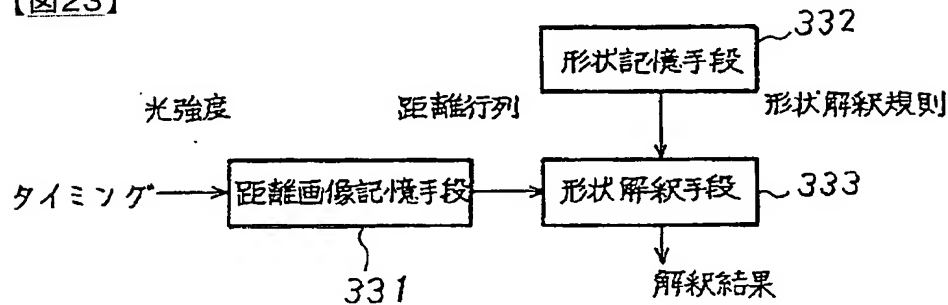 【図23】
332
形状記憶手段
光強度
距離行列
形状解釈規則
タイミング
距離画像記憶手段
形状解釈手段
333
331
解釈結果